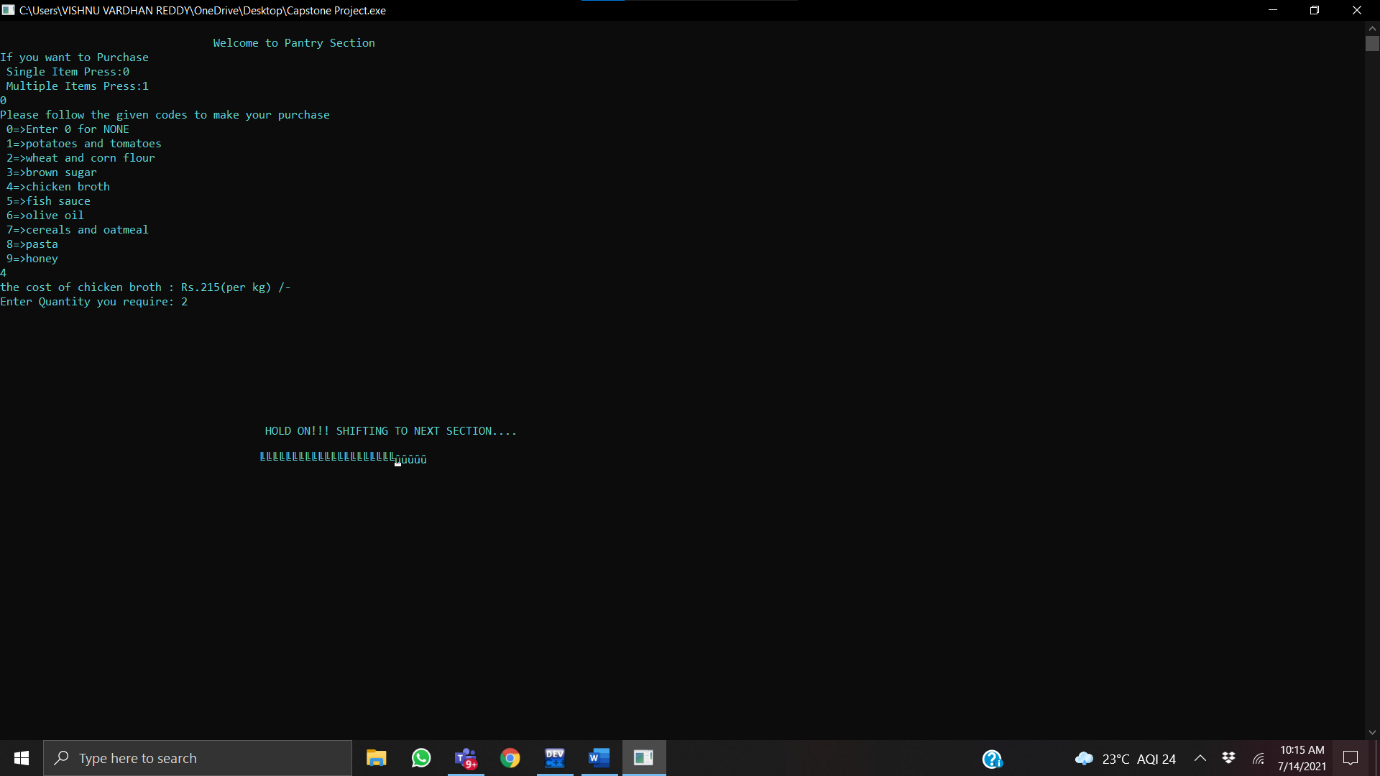 C:\Users\VISHNU VARDHAN REDDY\OneDrive\Desktop\Capstone Project.exe
Welcome to Pantry Section
If you want to Purchase
Single Item Press:0
Multiple Items Press:1
0
Please follow the given codes to make your purchase
0=>Enter 0 for NONE
1=>potatoes and tomatoes
2=>wheat and corn flour
3=>brown sugar
4=>chicken broth
5=>fish sauce
6=>olive oil
7=>cereals and oatmeal
8=>pasta
9=>honey
4
the cost of chicken broth : Rs.215(per kg) /-
Enter Quantity you require: 2
HOLD ON!!! SHIFTING TO NEXT SECTION....
Type here to search
T
9+
DEV
C++
W
23°C AQI 24
10:15 AM
7/14/2021